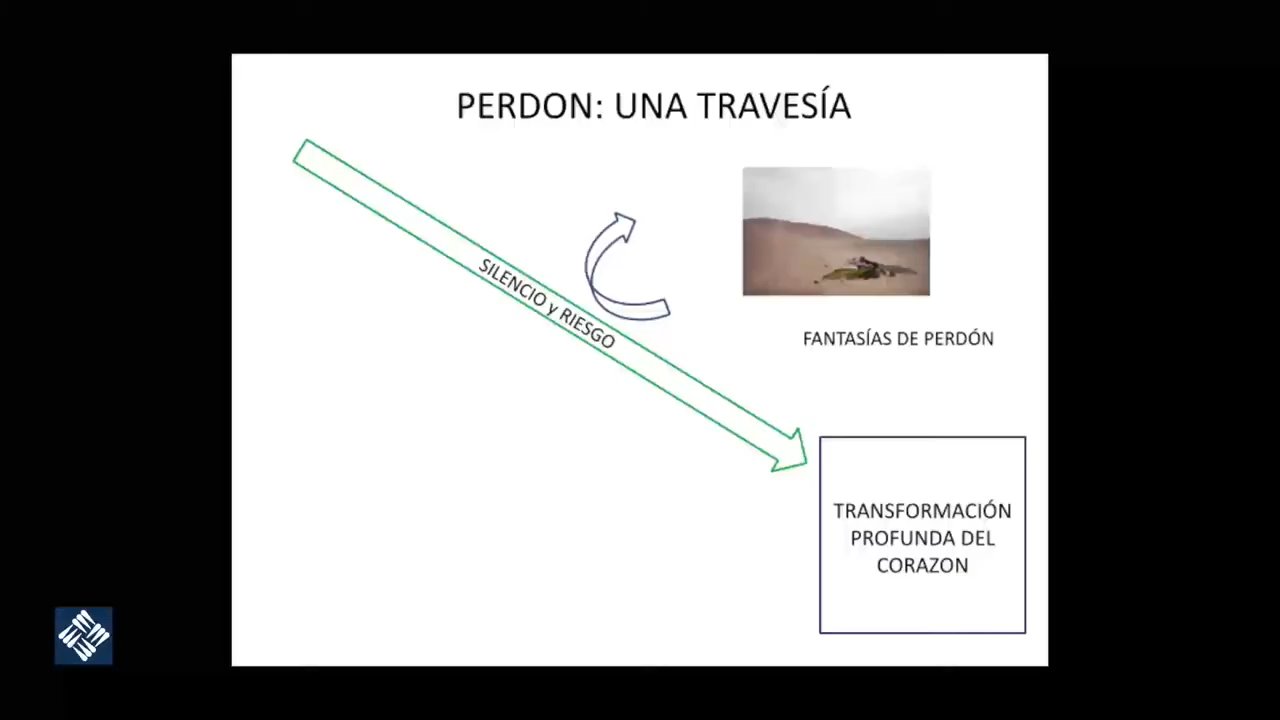 PERDON: UNA TRAVESÍA
SILENCIO y RIESGO
FANTASÍAS DE PERDÓN
TRANSFORMACIÓN
PROFUNDA DEL
CORAZON